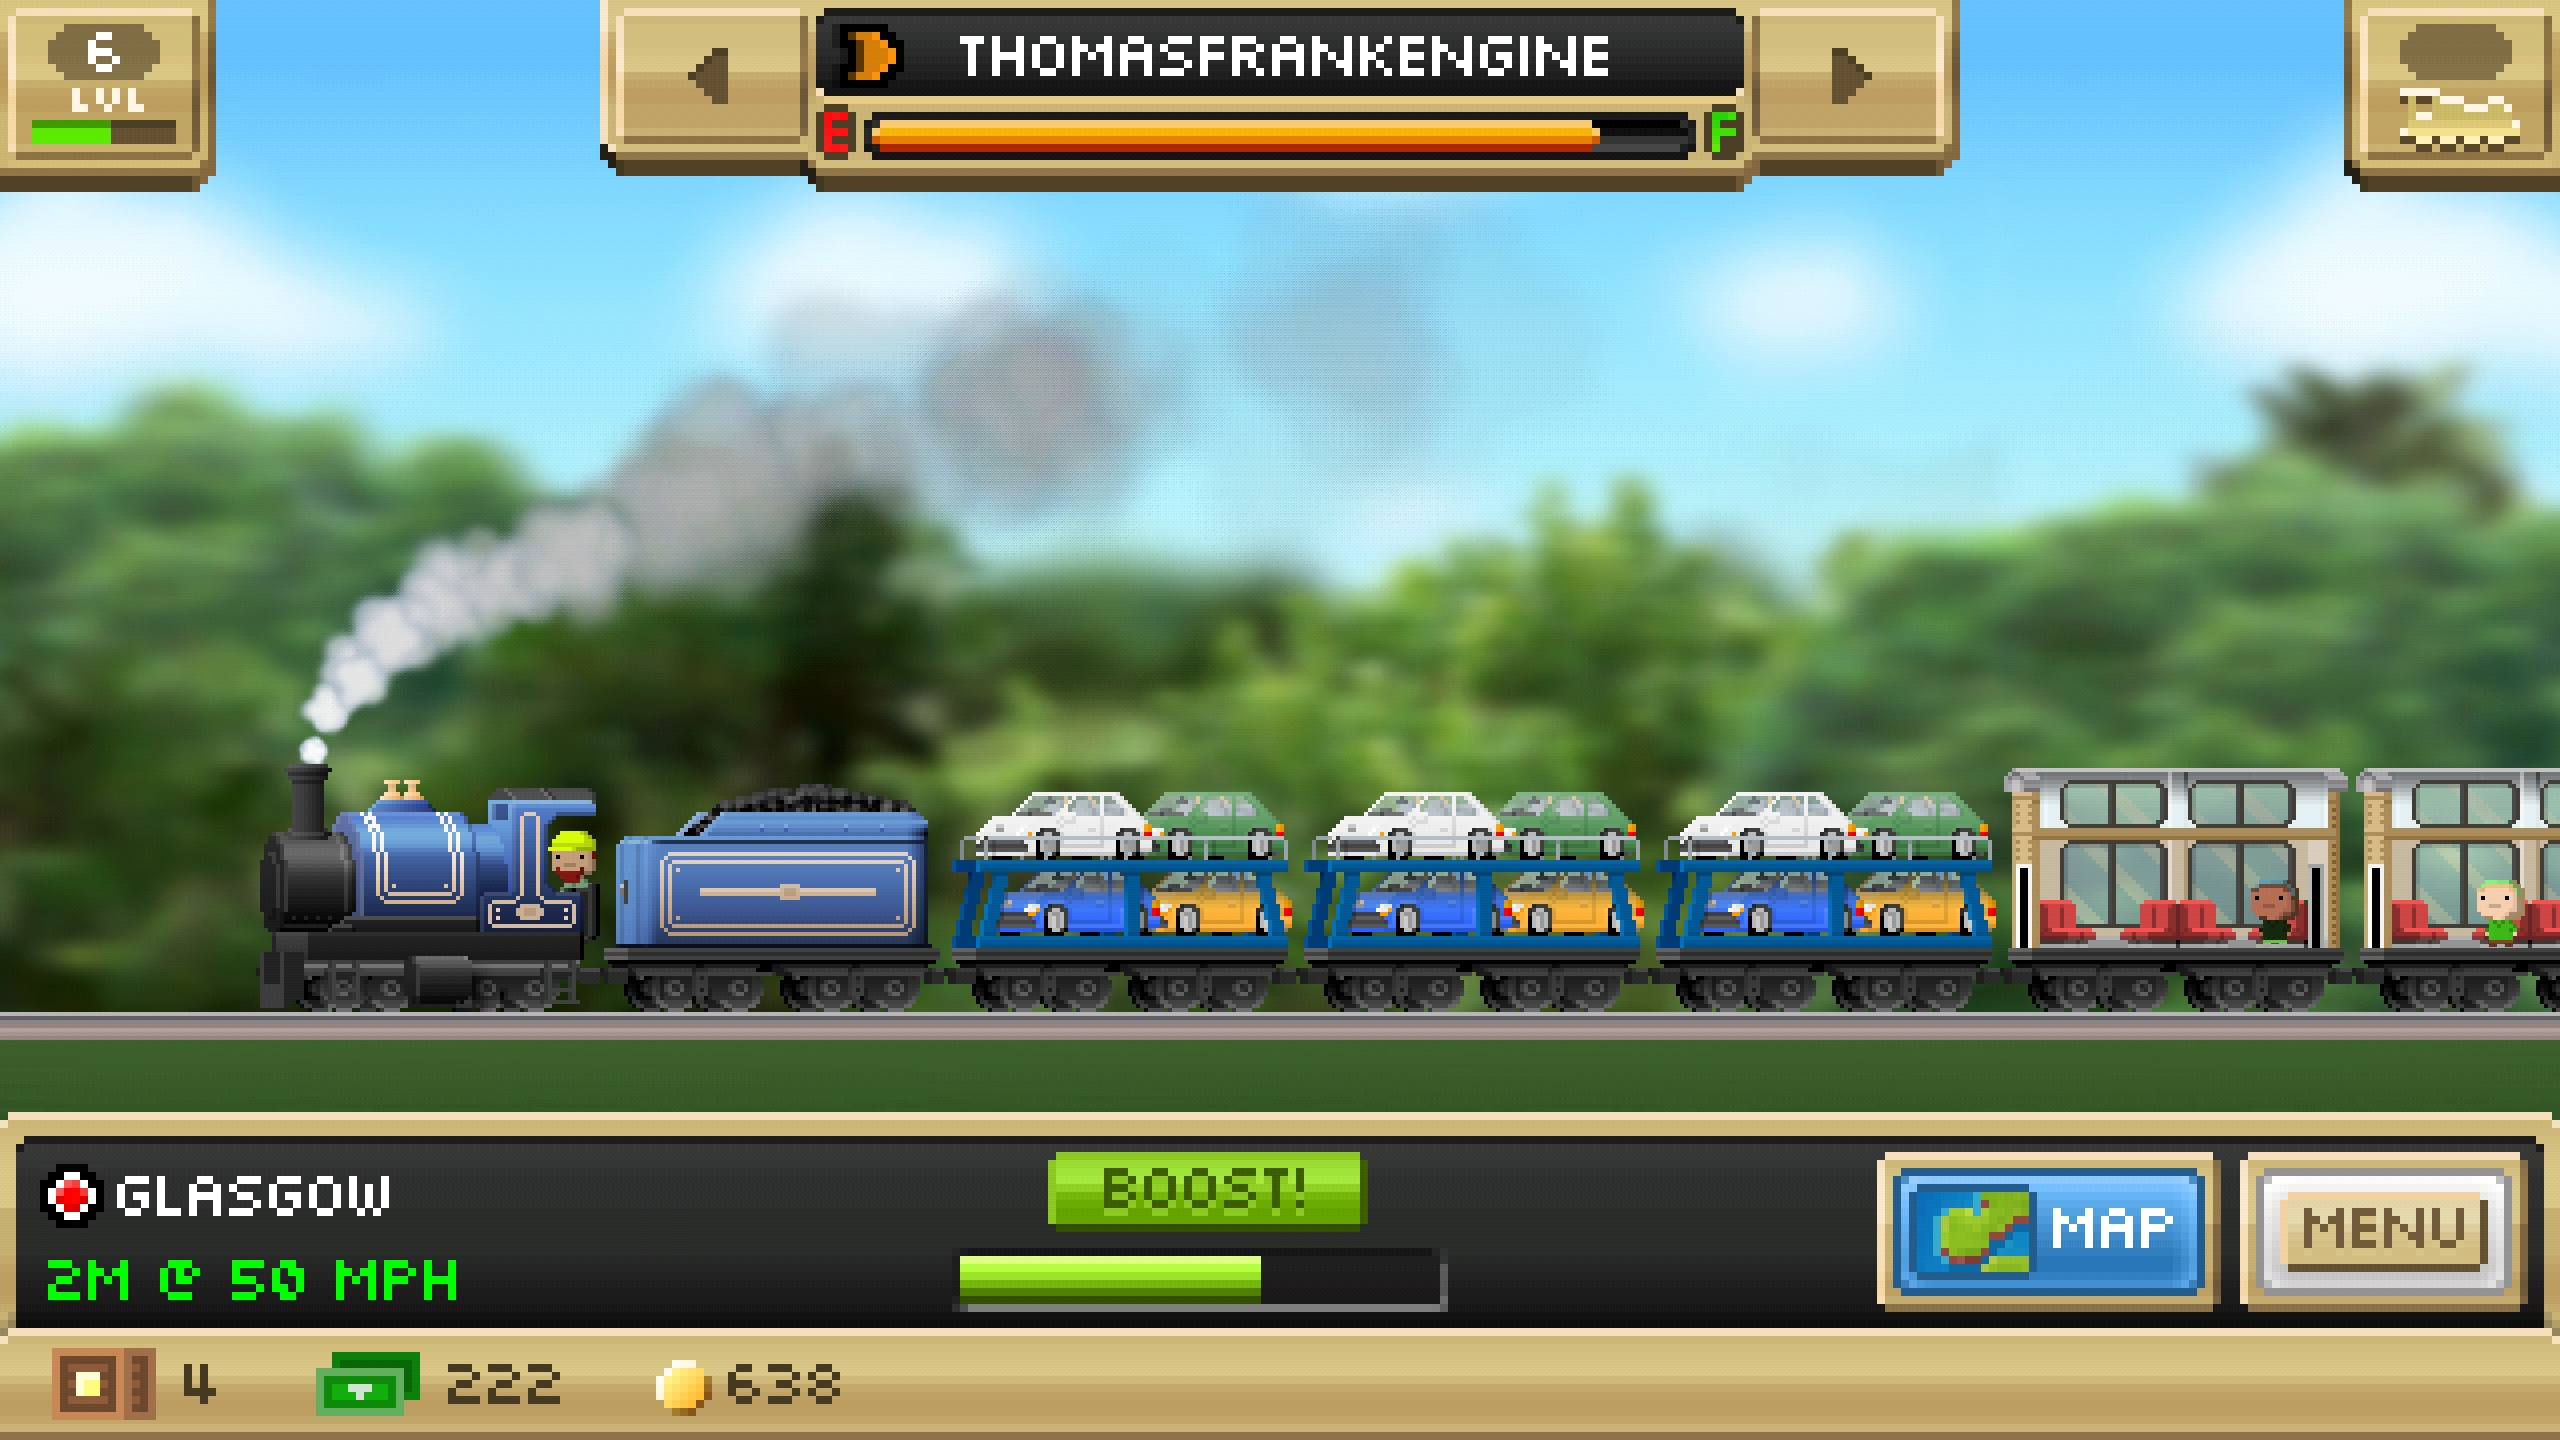 6
LVL
THOMASFRANKENGINE
E F
GLASGOW
2M @ 50 MPH
BOOST!
MAP
MENU
4 222 638